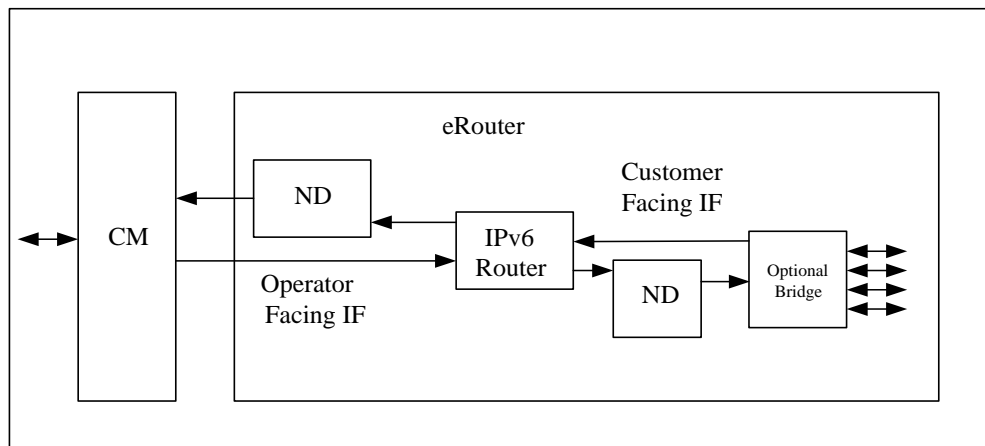 eRouter
Customer
Facing IF
ND
CM
IPv6
Router
Optional
Bridge
ND
Operator
Facing IF